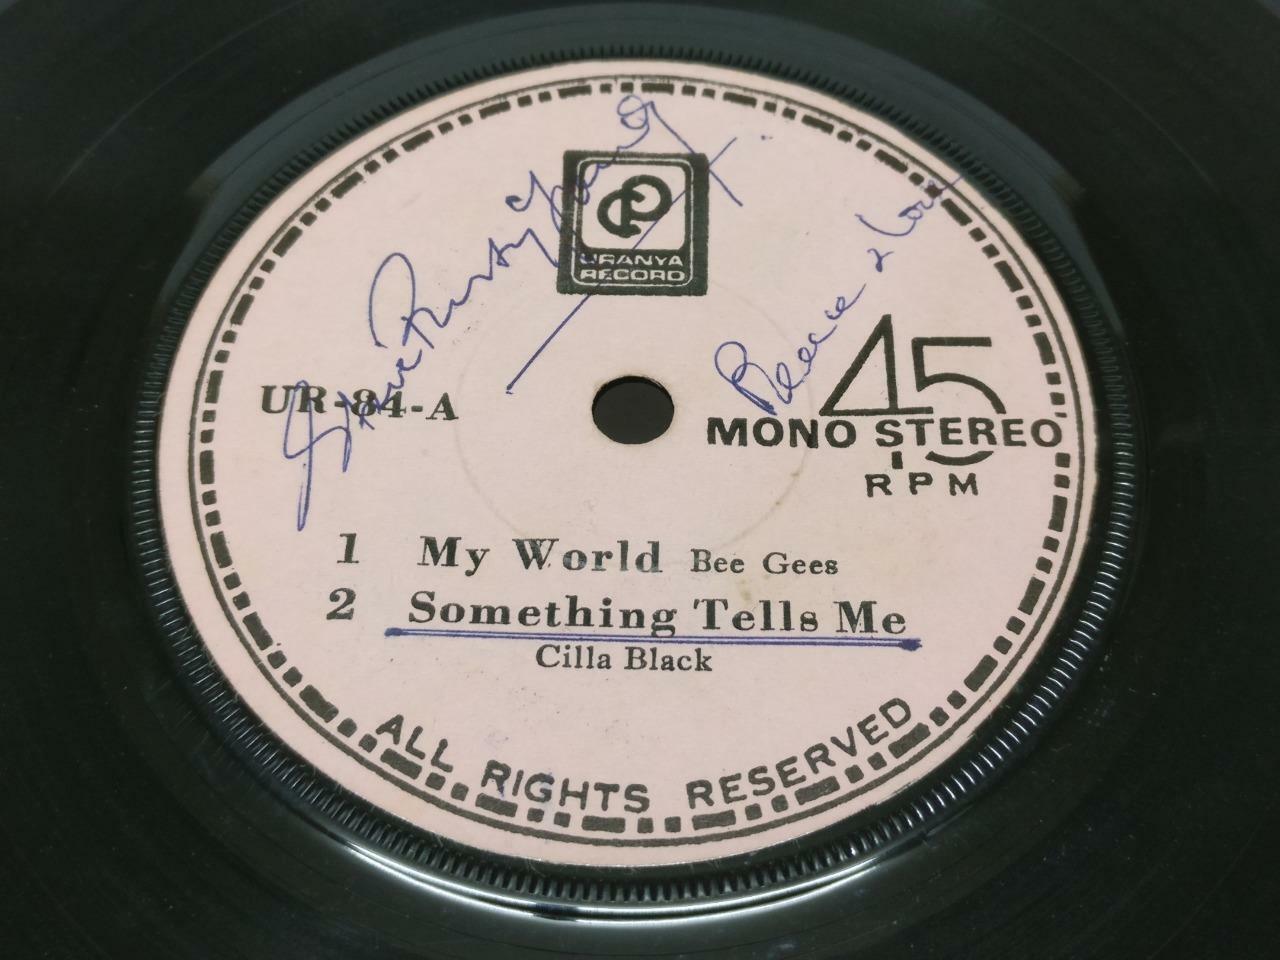 URANYA
RECORD
UR-84-A
45
MONO STEREO
RPM
1 My World Bee Gees
2 Something Tells Me
Cilla Black
ALL RIGHTS RESERVED